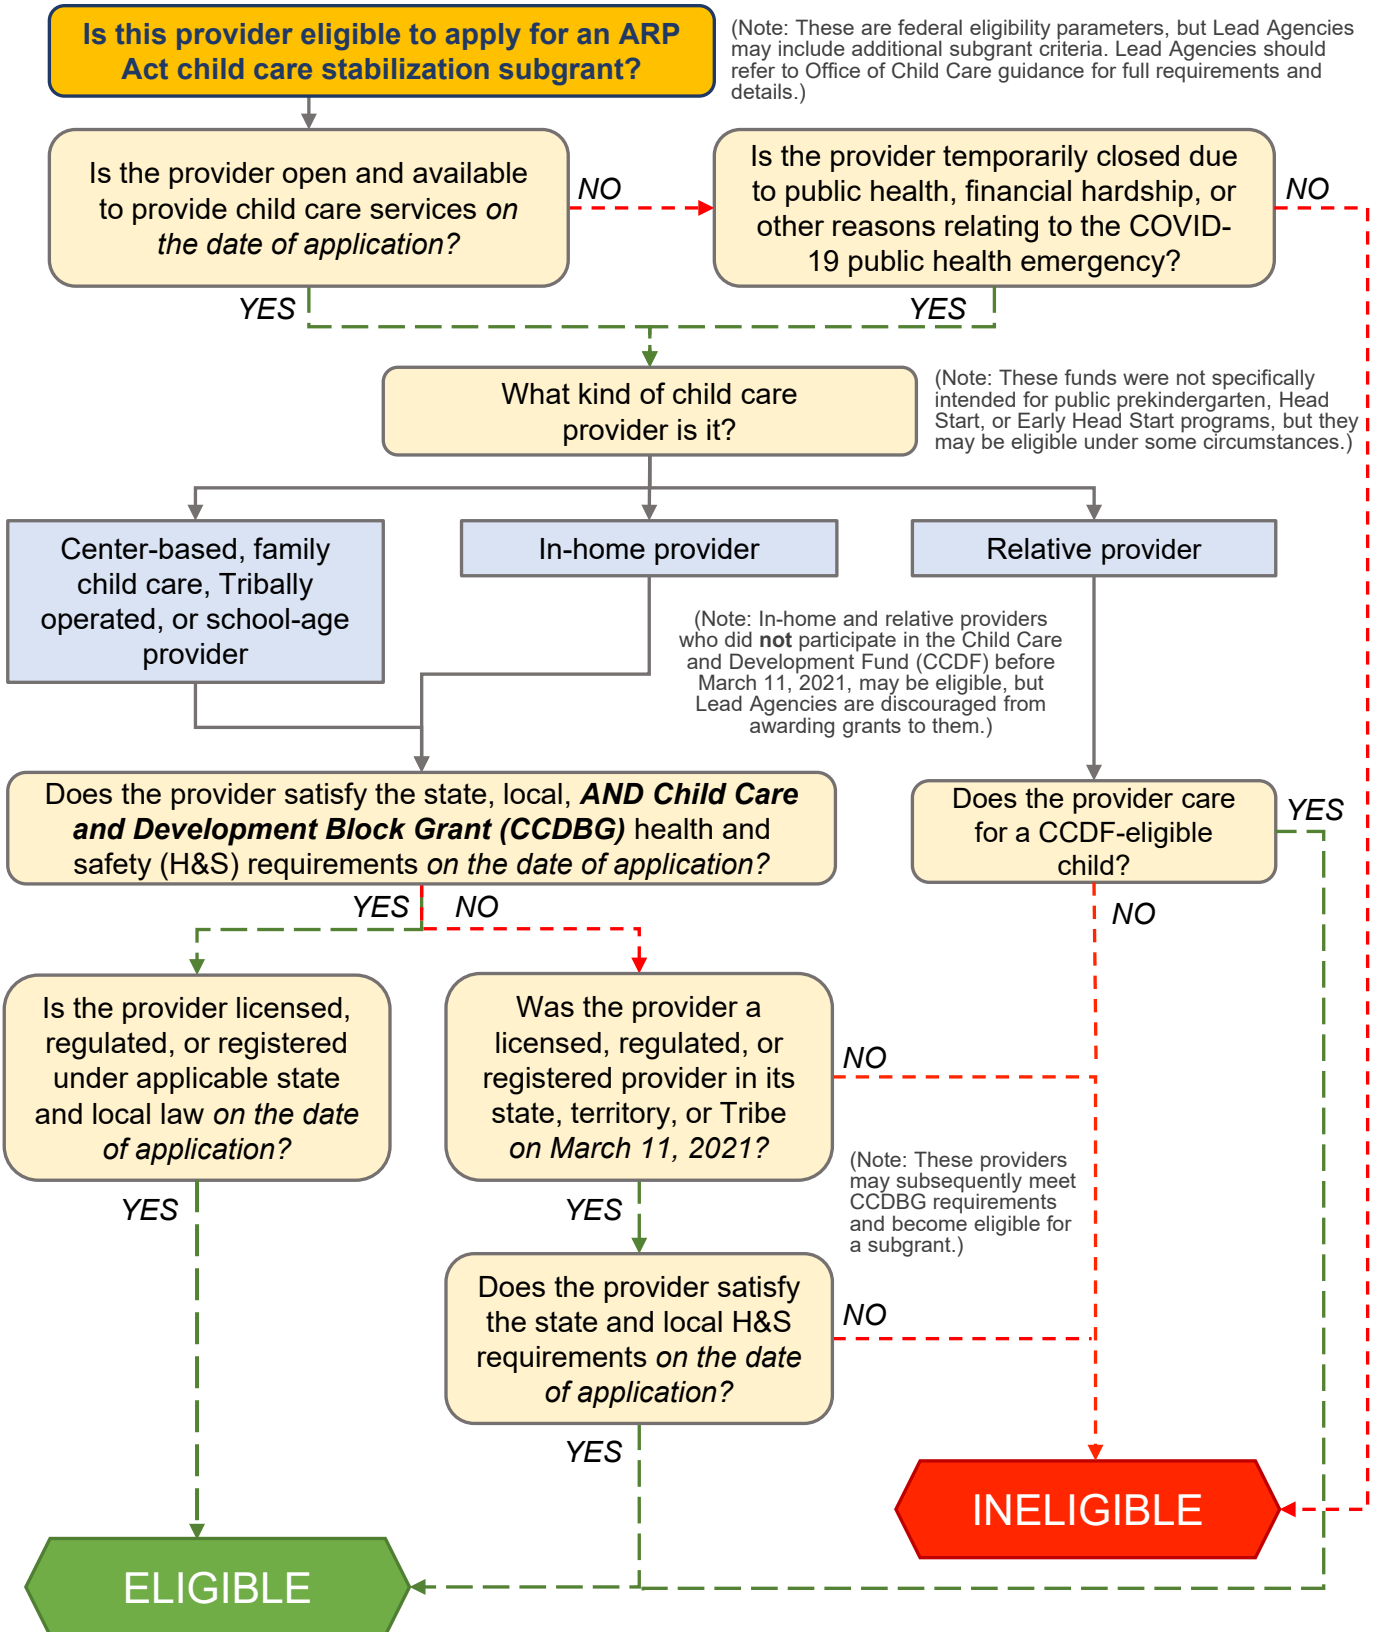 Is this provider eligible to apply for an ARP
Act child care stabilization subgrant?
(Note: These are federal eligibility parameters, but Lead Agencies
may include additional subgrant criteria. Lead Agencies should
refer to Office of Child Care guidance for full requirements and
details.)
Is the provider open and available
to provide child care services on
the date of application?
NO
Is the provider temporarily closed due
to public health, financial hardship, or
other reasons relating to the COVID-
19 public health emergency?
NO
YES
YES
What kind of child care
provider is it?
(Note: These funds were not specifically
intended for public prekindergarten, Head
Start, or Early Head Start programs, but they
may be eligible under some circumstances.)
Center-based, family
child care, Tribally
operated, or school-age
provider
In-home provider
Relative provider
(Note: In-home and relative providers
who did not participate in the Child Care
and Development Fund (CCDF) before
March 11, 2021, may be eligible, but
Lead Agencies are discouraged from
awarding grants to them.)
Does the provider satisfy the state, local, AND Child Care
and Development Block Grant (CCDBG) health and
safety (H&S) requirements on the date of application?
Does the provider care
for a CCDF-eligible
child?
YES
YES
NO
NO
Is the provider licensed,
regulated, or registered
under applicable state
and local law on the date
of application?
Was the provider a
licensed, regulated, or
registered provider in its
state, territory, or Tribe
on March 11, 2021?
NO
(Note: These providers
may subsequently meet
CCDBG requirements
and become eligible for
a subgrant.)
YES
YES
Does the provider satisfy
the state and local H&S
requirements on the date
of application?
NO
YES
INELIGIBLE
ELIGIBLE